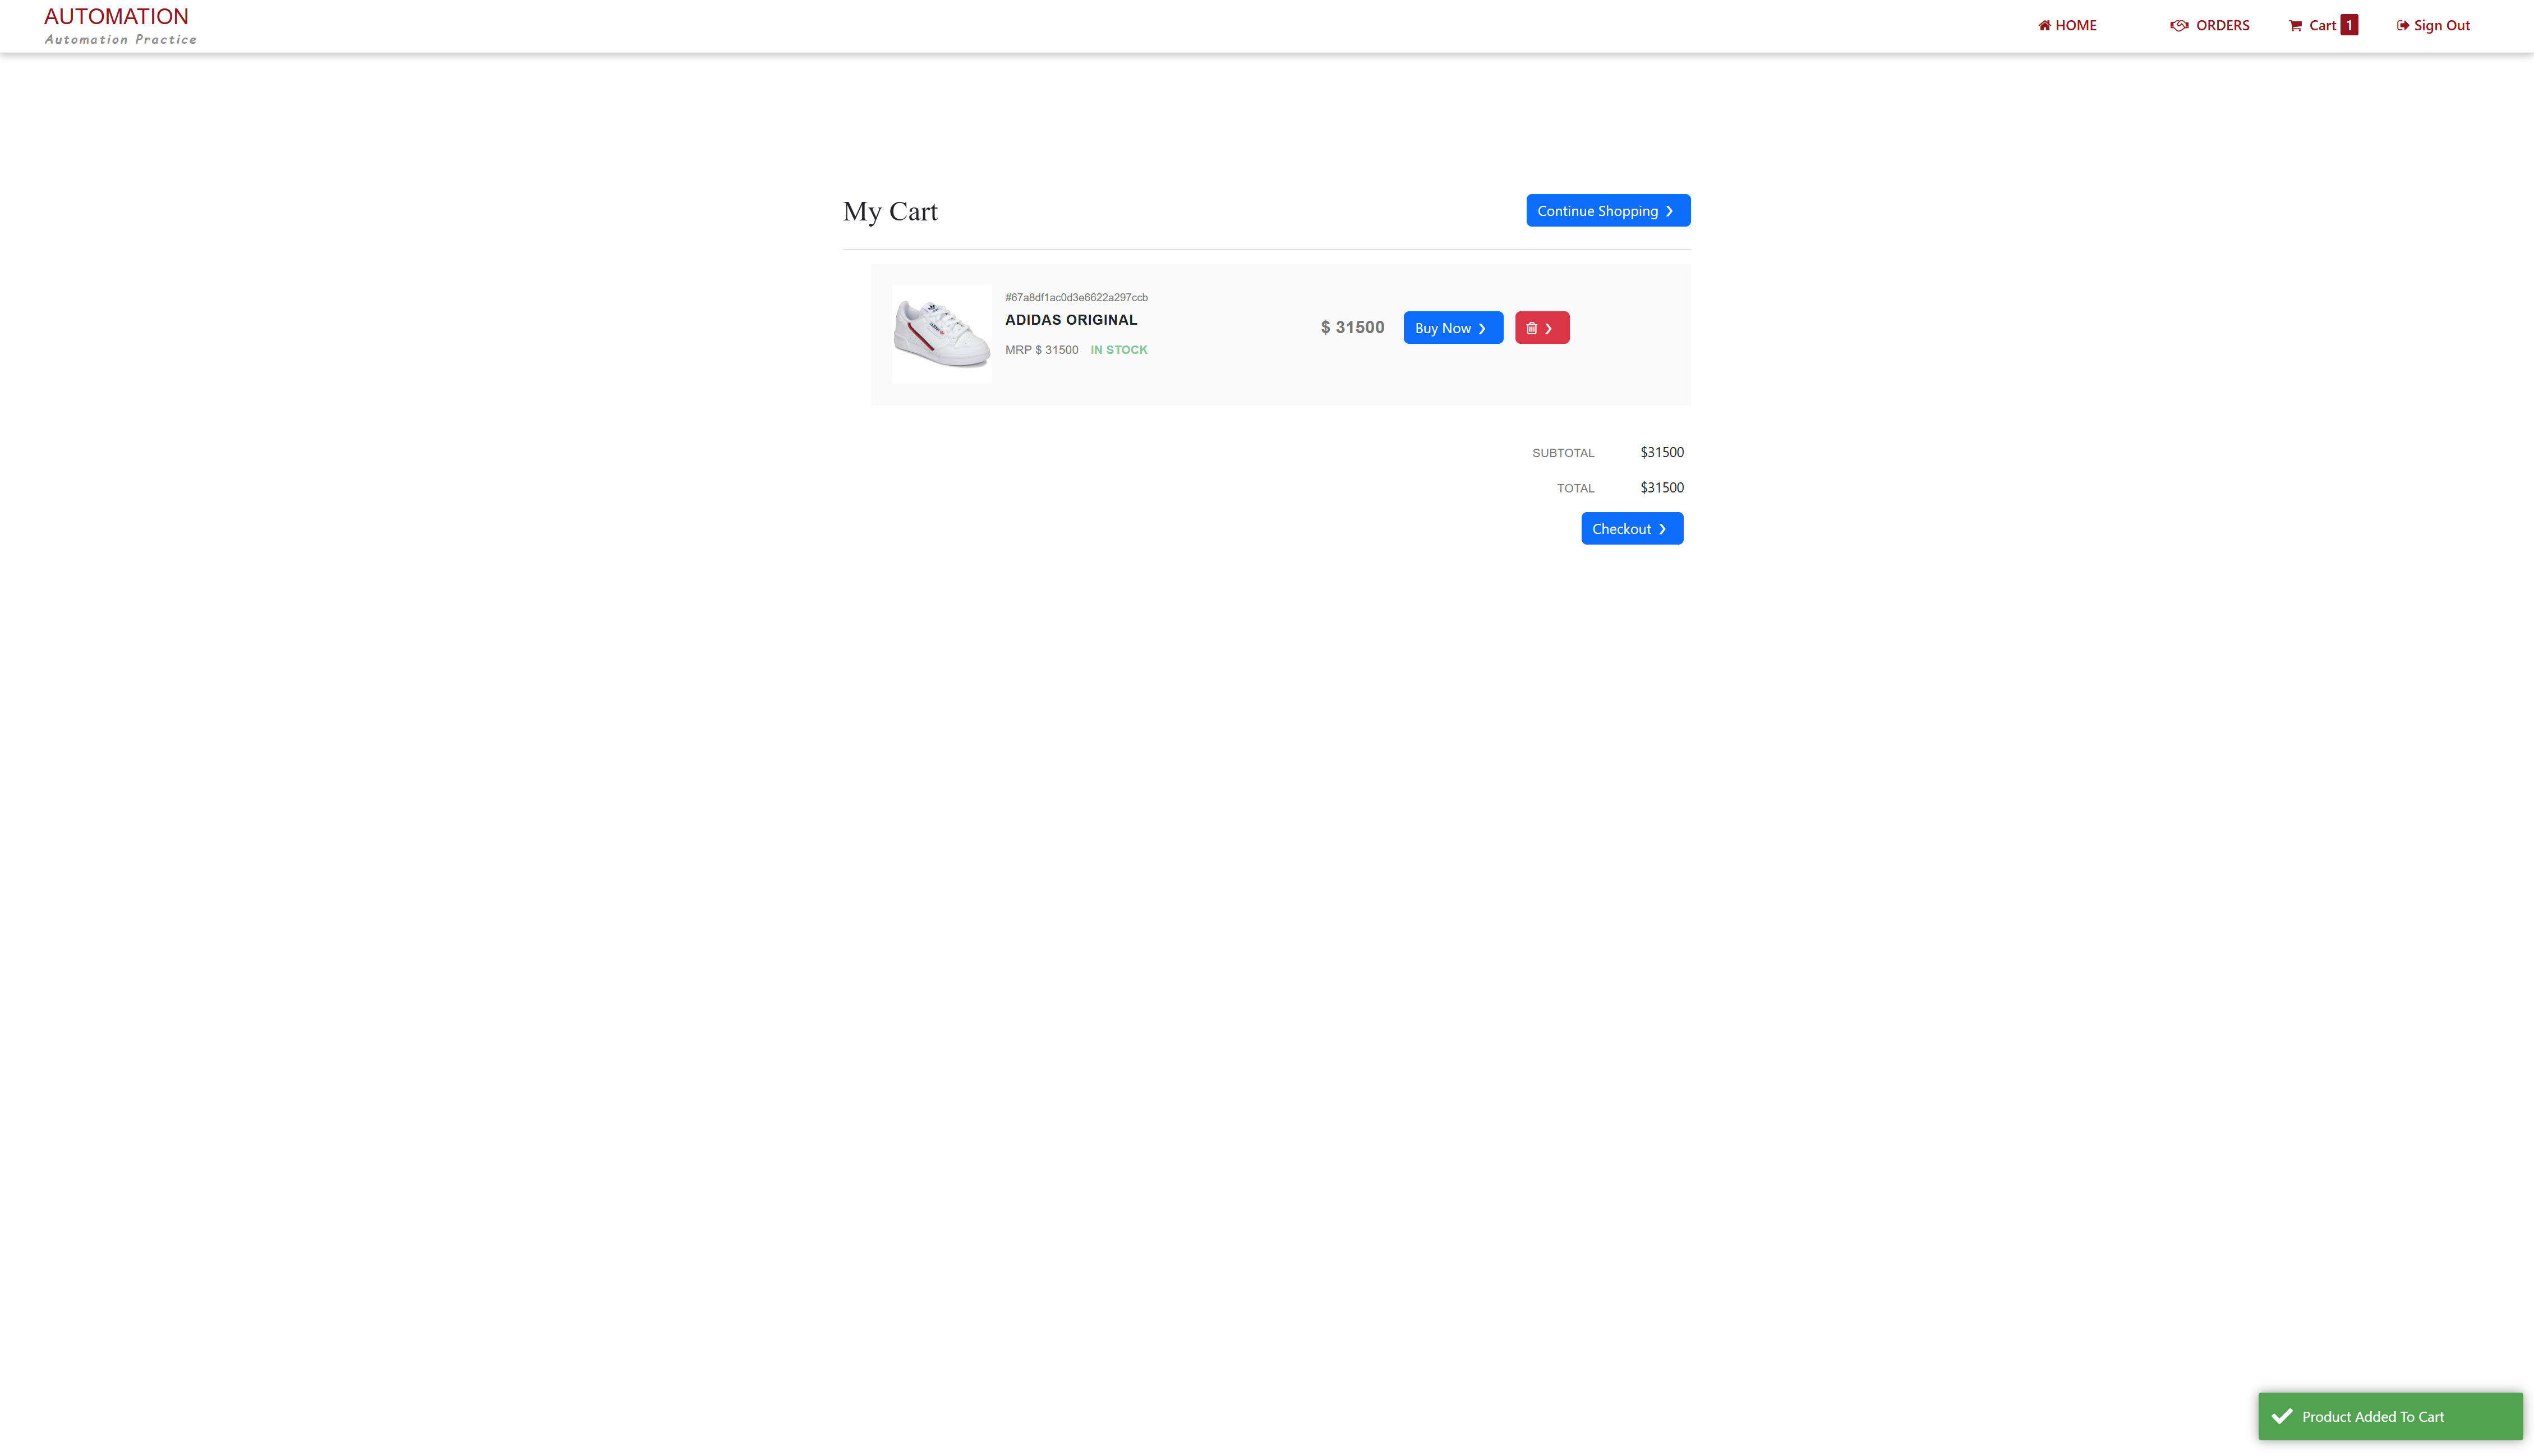 AUTOMATION
Automation Practice
HOME
ORDERS
Cart 1
Sign Out
My Cart
Continue Shopping ❯
#67a8df1ac0d3e6622a297ccb
ADIDAS ORIGINAL
MRP $ 31500 IN STOCK
$ 31500
Buy Now ❯
❯
SUBTOTAL $31500
TOTAL $31500
Checkout ❯
Product Added To Cart